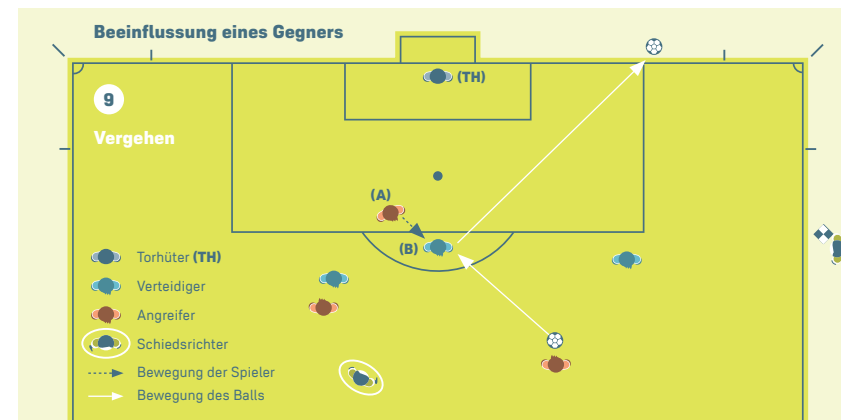 Beeinflussung eines Gegners
(TH)
9
Vergehen
(A)
(B)
Torhüter (TH)
Verteidiger
Angreifer
Schiedsrichter
Bewegung der Spieler
Bewegung des Balls